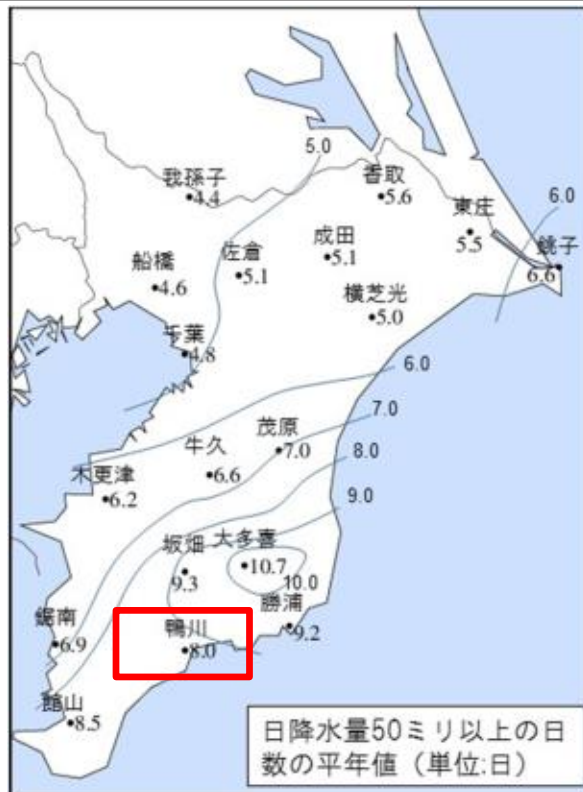 5.0
我孫子
4.4
香取
5.6
6.0
東庄
5.5
銚子
6.6
成田
5.1
佐倉
5.1
船橋
4.6
横芝光
5.0
千葉
4.8
6.0
7.0
茂原
7.0
牛久
6.6
8.0
木更津
6.2
9.0
大多喜
10.7
坂畑
9.3
10.0
勝浦
9.2
鋸南
6.9
鴨川
8.0
館山
8.5
日降水量50ミリ以上の日
数の平年値（単位:日）